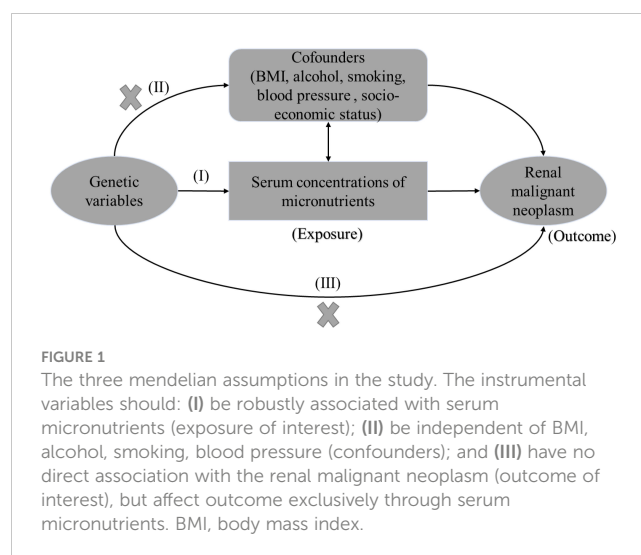 Cofounders
(BMI, alcohol, smoking,
blood pressure , socio-
economic status)
(II)
Genetic
variables
(I)
Serum concentrations of
micronutrients
(Exposure)
Renal
malignant
neoplasm
(Outcome)
(III)
FIGURE 1
The three mendelian assumptions in the study. The instrumental
variables should: (I) be robustly associated with serum
micronutrients (exposure of interest); (II) be independent of BMI,
alcohol, smoking, blood pressure (confounders); and (III) have no
direct association with the renal malignant neoplasm (outcome of
interest), but affect outcome exclusively through serum
micronutrients. BMI, body mass index.